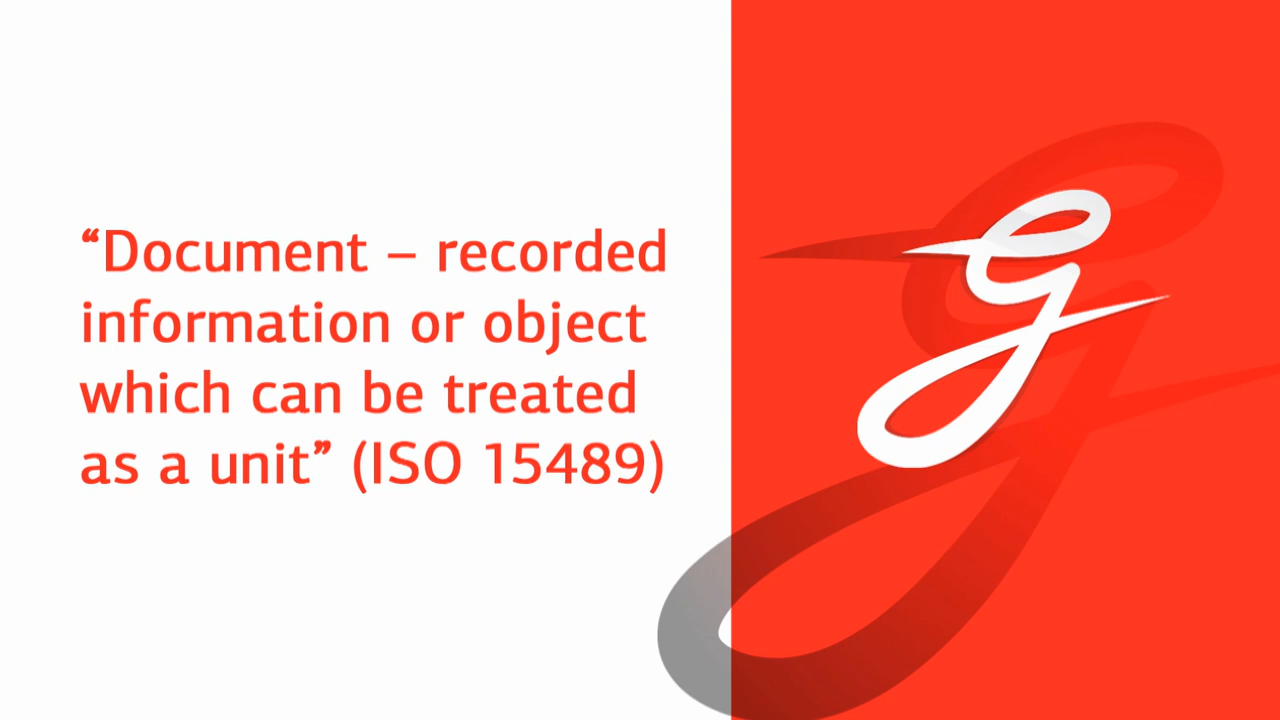 “Document – recorded
information or object
which can be treated
as a unit” (ISO 15489)